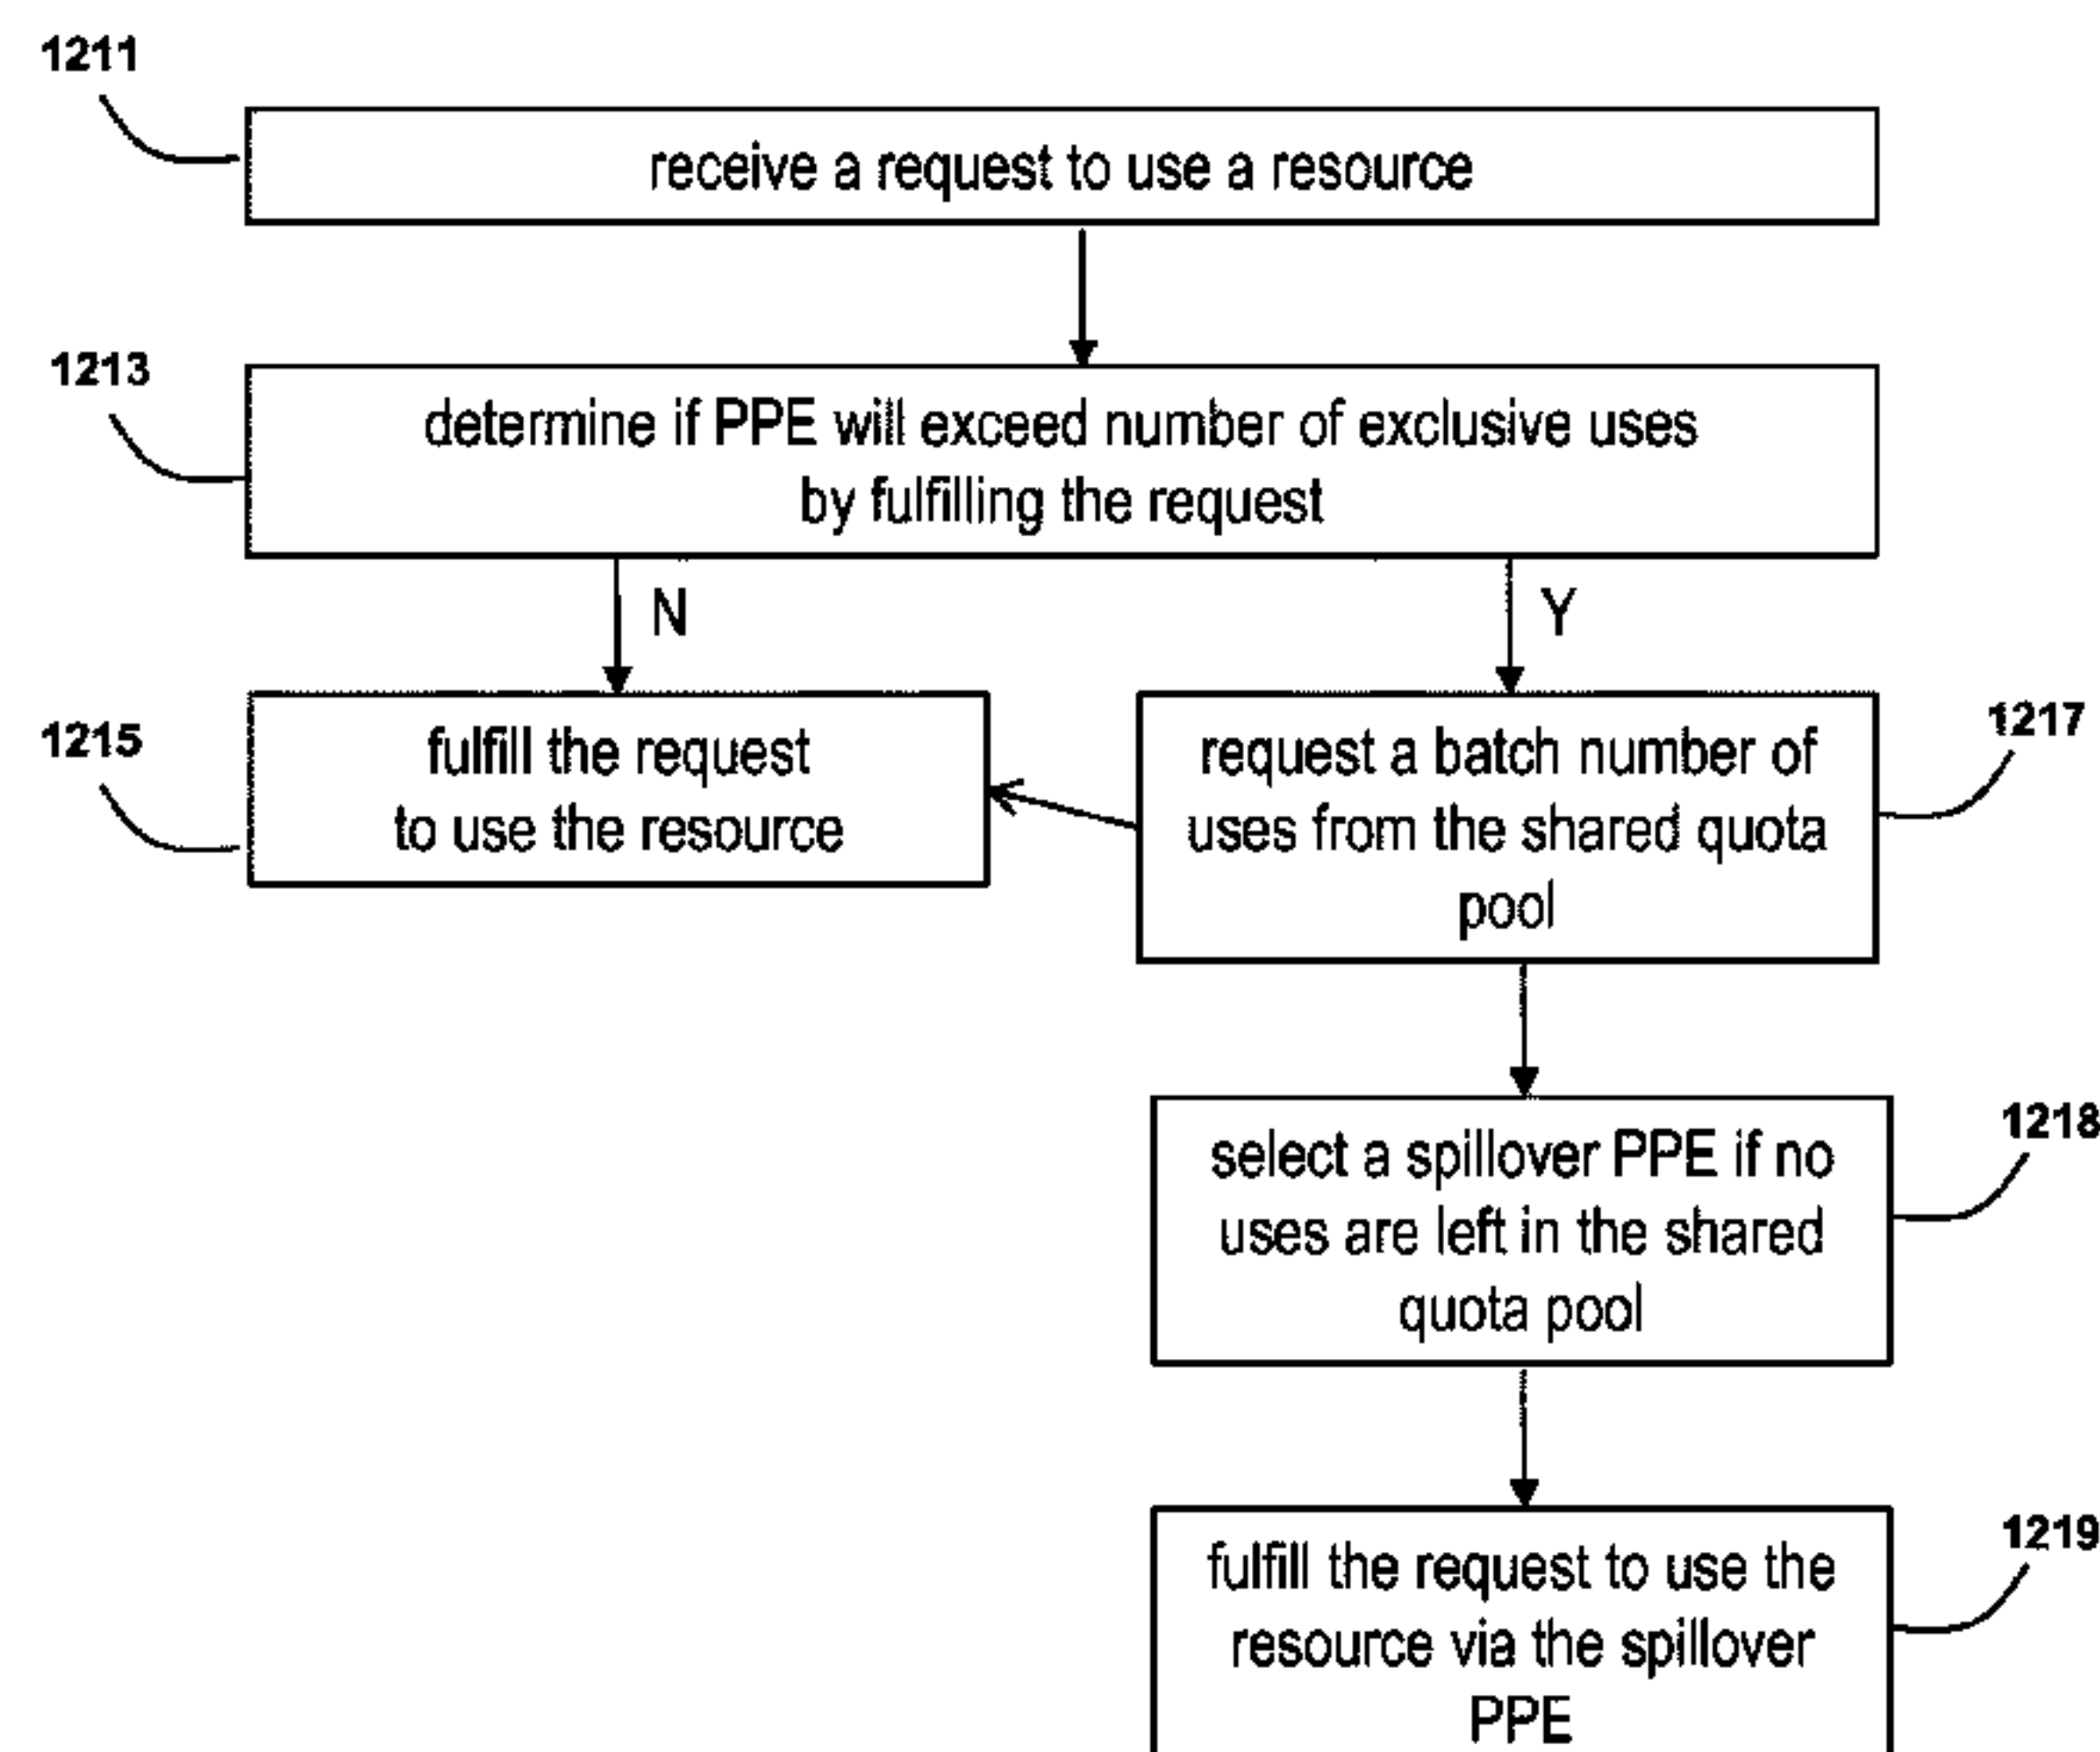 1211
receive a request to use a resource
1213
determine if PPE will exceed number of exclusive uses
by fulfilling the request
N
Y
1215
fulfill the request
to use the resource
1217
request a batch number of
uses from the shared quota
pool
1218
select a spillover PPE if no
uses are left in the shared
quota pool
1219
fulfill the request to use the
resource via the spillover
PPE